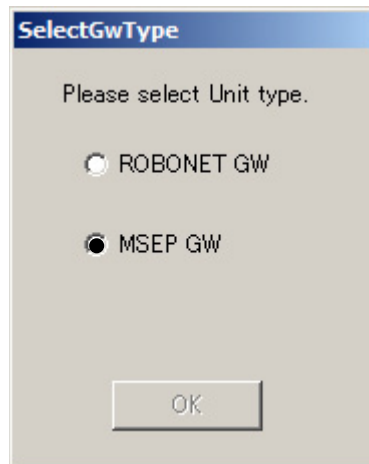 SelectGwType
Please select Unit type.
ROBONET GW
MSEP GW
OK